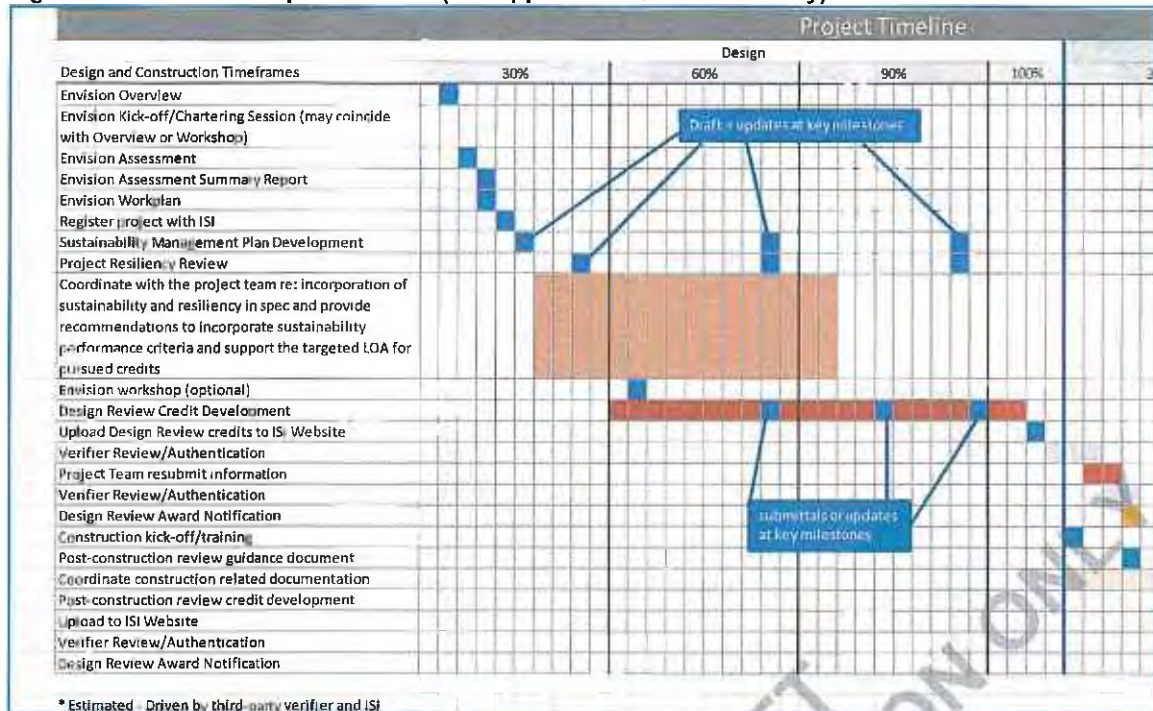 Project Timeline
Design
Design and Construction Timeframes 30% 60% 90% 100%
Envision Overview
Envision Kick-off/Chartering Session (may coincide
with Overview or Workshop)
Draft + updates at key milestones
Envision Assessment
Envision Assessment Summary Report
Envision Workplan
Register project with ISI
Sustainability Management Plan Development
Project Resiliency Review
Coordinate with the project team re: incorporation of
sustainability and resiliency in spec and provide
recommendations to incorporate sustainability
performance criteria and support the targeted LOA for
pursued credits
Envision workshop (optional)
Design Review Credit Development
Upload Design Review credits to ISI Website
Verifier Review/Authentication
Project Team resubmit information
Verifier Review/Authentication
Design Review Award Notification
submittals or updates
at key milestones
Construction kick-off/training
Post-construction review guidance document
Coordinate construction related documentation
Post-construction review credit development
Upload to ISI Website
Verifier Review/Authentication
Design Review Award Notification
* Estimated - Driven by third-party verifier and ISI
ON ONLY